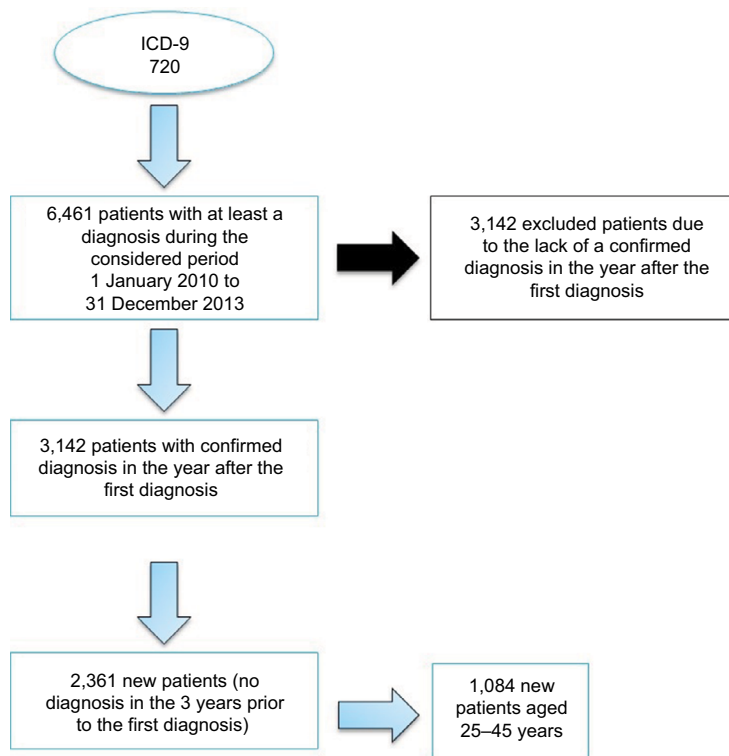 ICD-9
720
6,461 patients with at least a
diagnosis during the
considered period
1 January 2010 to
31 December 2013
3,142 excluded patients due
to the lack of a confirmed
diagnosis in the year after the
first diagnosis
3,142 patients with confirmed
diagnosis in the year after the
first diagnosis
2,361 new patients (no
diagnosis in the 3 years prior
to the first diagnosis)
1,084 new
patients aged
25–45 years